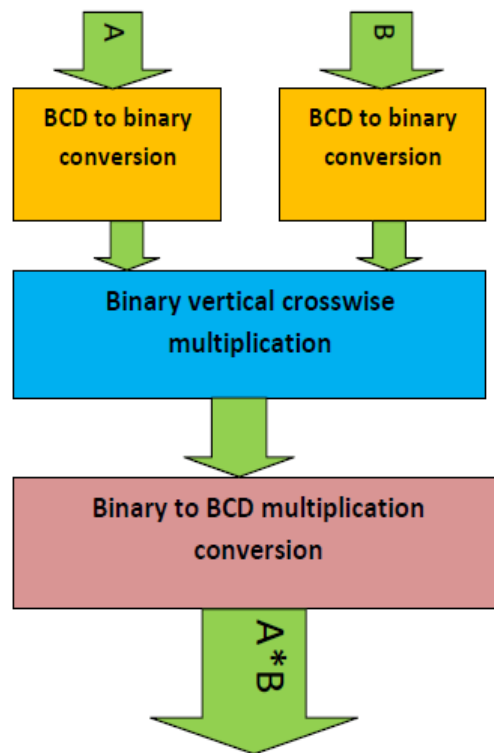 A
B
BCD to binary
conversion
BCD to binary
conversion
Binary vertical crosswise
multiplication
Binary to BCD multiplication
conversion
A*B